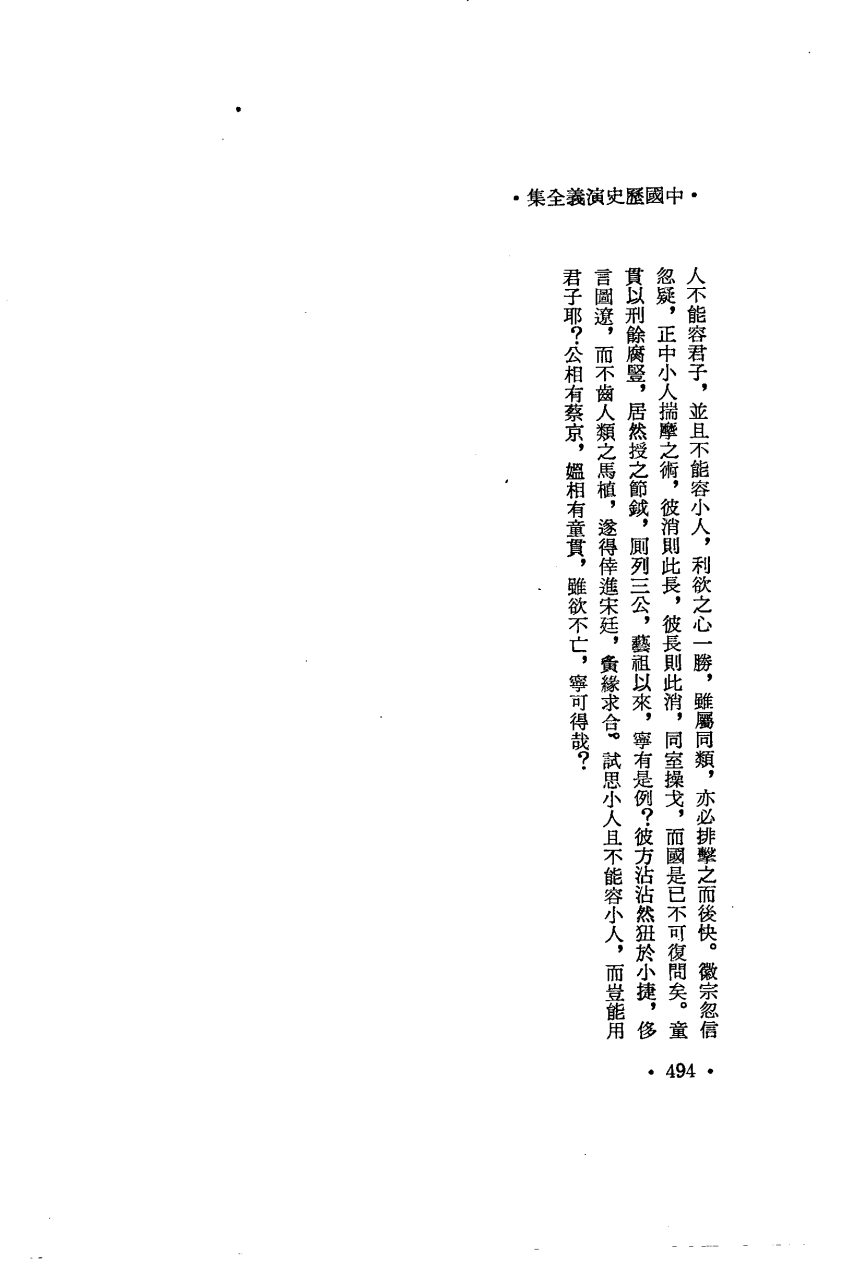 ·中國歷史演義全集·
人不能容君子，並且不能容小人，利欲之心一勝，雖屬同類，亦必排擊之而後快。徽宗忽信
忽疑，正中小人揣摩之術，彼消則此長，彼長則此消，同室操戈，而國是已不可復問矣。童
貫以刑餘腐豎，居然授之節鉞，厠列三公，藝祖以來，寧有是例？彼方沾沾然狃於小捷，侈
言圖遼，而不齒人類之馬植，遂得倖進宋廷，夤緣求合。試思小人且不能容小人，而豈能用
君子耶？公相有蔡京，媼相有童貫，雖欲不亡，寧可得哉？
·494·